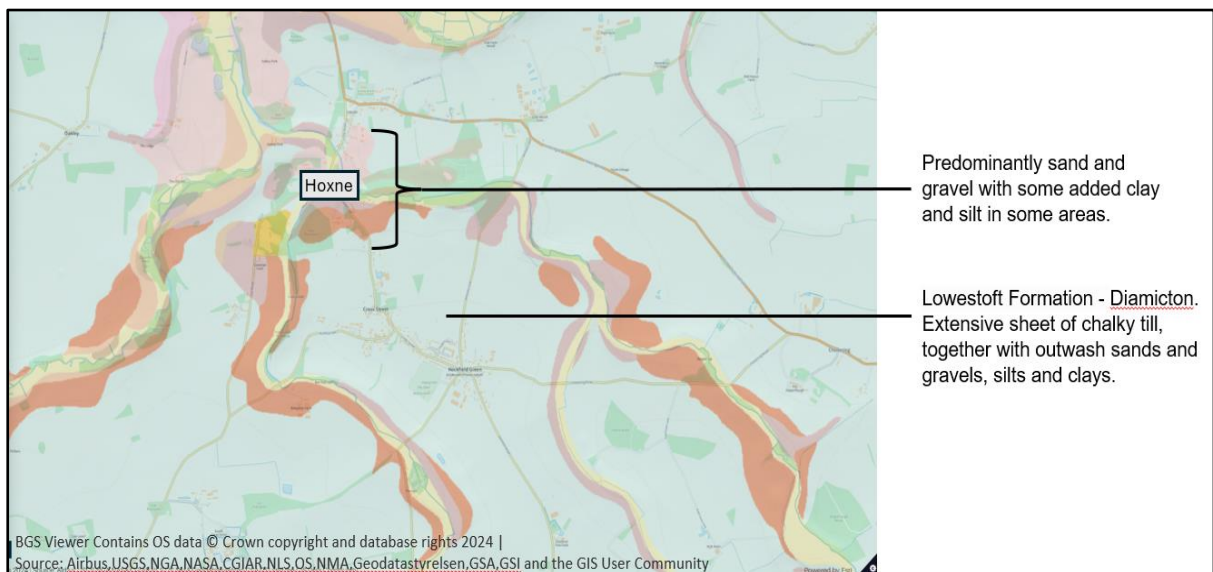 Hoxne
Predominantly sand and
gravel with some added clay
and silt in some areas.
Lowestoft Formation - Diamicton.
Extensive sheet of chalky till,
together with outwash sands and
gravels, silts and clays.
BGS Viewer Contains OS data © Crown copyright and database rights 2024 |
Source: Airbus,USGS,NGA,NASA,CGIAR,NLS,OS,NMA,Geodatastyrelsen,GSA,GSI and the GIS User Community
Powered by Esri